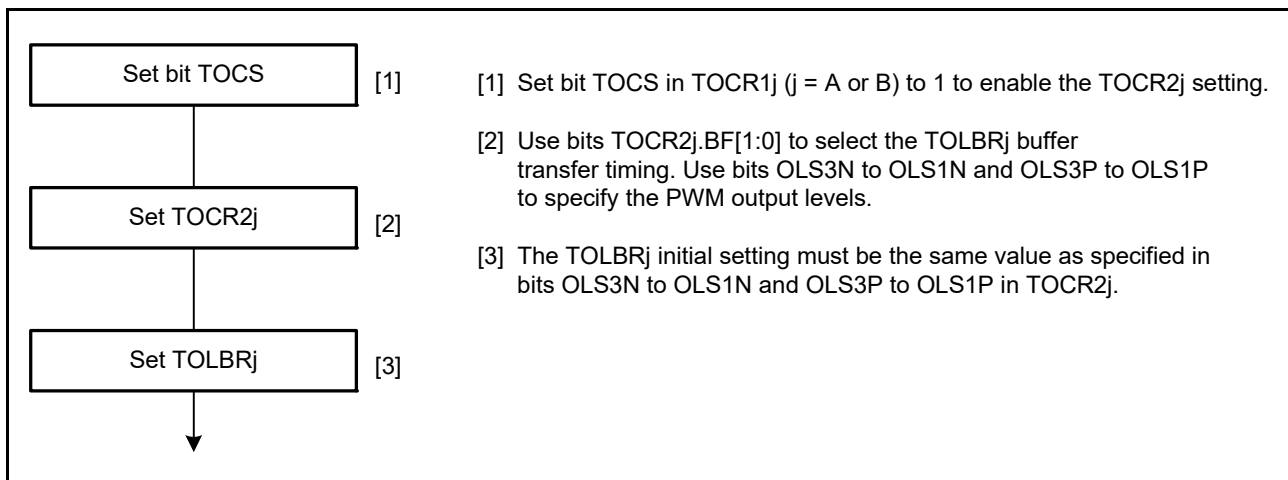 Set bit TOCS
[1]
[1] Set bit TOCS in TOCR1j (j = A or B) to 1 to enable the TOCR2j setting.
[2] Use bits TOCR2j.BF[1:0] to select the TOLBRj buffer
transfer timing. Use bits OLS3N to OLS1N and OLS3P to OLS1P
to specify the PWM output levels.
Set TOCR2j
[2]
[3] The TOLBRj initial setting must be the same value as specified in
bits OLS3N to OLS1N and OLS3P to OLS1P in TOCR2j.
Set TOLBRj
[3]